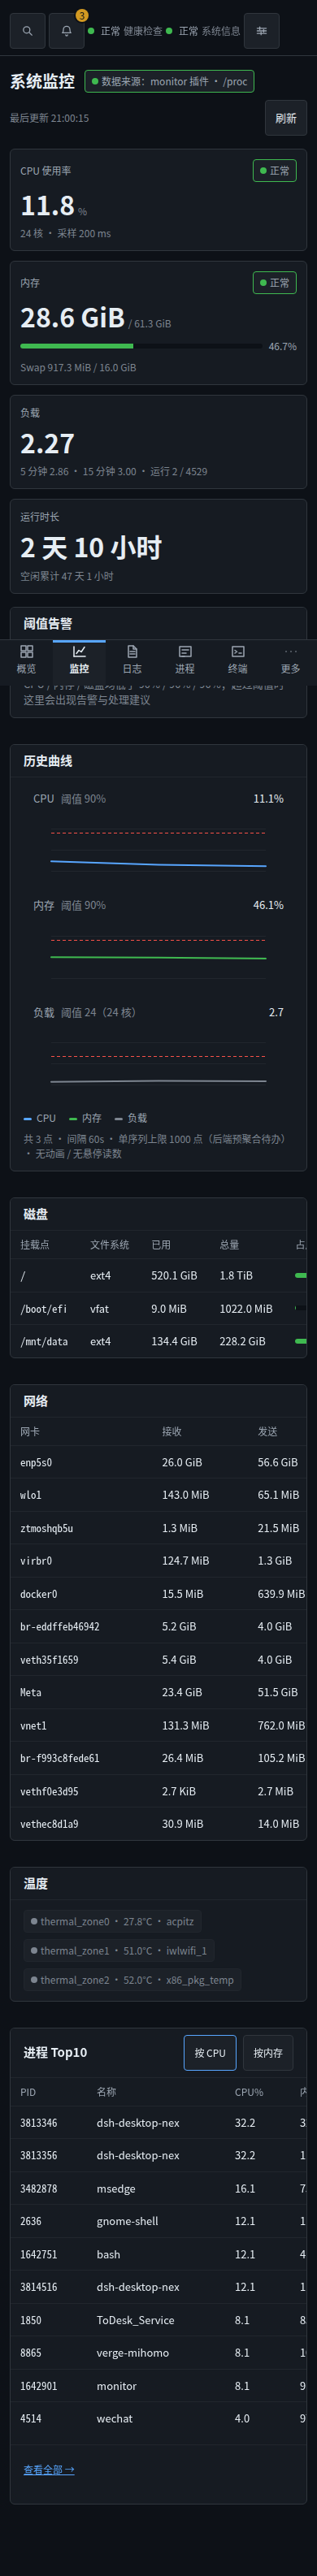 3
正常 健康检查 正常 系统信息
系统监控
数据来源：monitor 插件 · /proc
最后更新 21:00:15
刷新
CPU 使用率
正常
11.8 %
24 核 · 采样 200 ms
内存
正常
28.6 GiB / 61.3 GiB
46.7%
Swap 917.3 MiB / 16.0 GiB
负载
2.27
5 分钟 2.86 · 15 分钟 3.00 · 运行 2 / 4529
运行时长
2 天 10 小时
空闲累计 47 天 1 小时
阈值告警
概览 监控 日志 进程 终端 更多
这里会出现告警与处理建议
历史曲线
CPU 阈值 90% 11.1%
内存 阈值 90% 46.1%
负载 阈值 24（24 核） 2.7
CPU 内存 负载
共 3 点 · 间隔 60s · 单序列上限 1000 点（后端预聚合待办）
· 无动画 / 无悬停读数
磁盘
挂载点 文件系统 已用 总量 占
/ ext4 520.1 GiB 1.8 TiB
/boot/efi vfat 9.0 MiB 1022.0 MiB
/mnt/data ext4 134.4 GiB 228.2 GiB
网络
网卡 接收 发送
enp5s0 26.0 GiB 56.6 GiB
wlo1 143.0 MiB 65.1 MiB
ztmoshqb5u 1.3 MiB 21.5 MiB
virbr0 124.7 MiB 1.3 GiB
docker0 15.5 MiB 639.9 MiB
br-eddffeb46942 5.2 GiB 4.0 GiB
veth35f1659 5.4 GiB 4.0 GiB
Meta 23.4 GiB 51.5 GiB
vnet1 131.3 MiB 762.0 MiB
br-f993c8fede61 26.4 MiB 105.2 MiB
vethf0e3d95 2.7 KiB 2.7 MiB
vethec8d1a9 30.9 MiB 14.0 MiB
温度
thermal_zone0 · 27.8°C · acpitz
thermal_zone1 · 51.0°C · iwlwifi_1
thermal_zone2 · 52.0°C · x86_pkg_temp
进程 Top10
按 CPU 按内存
PID 名称 CPU%
3813346 dsh-desktop-nex 32.2
3813356 dsh-desktop-nex 32.2
3482878 msedge 16.1
2636 gnome-shell 12.1
1642751 bash 12.1
3814516 dsh-desktop-nex 12.1
1850 ToDesk_Service 8.1
8865 verge-mihomo 8.1
1642901 monitor 8.1
4514 wechat 4.0
查看全部 →